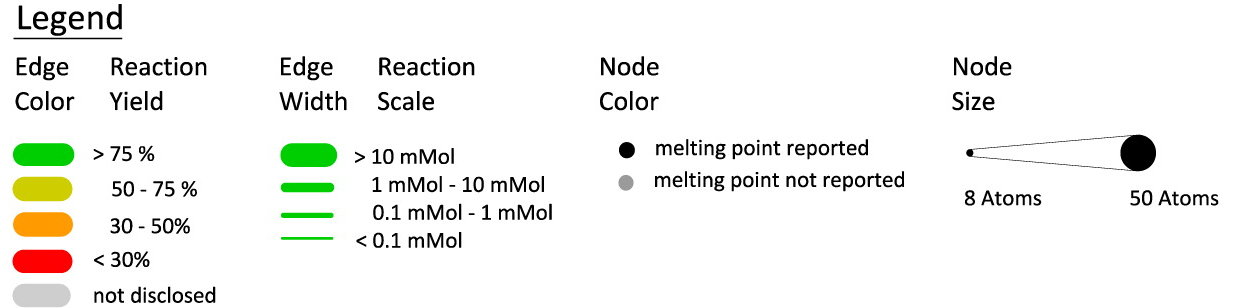 Legend
Edge Color
Reaction Yield
> 75 %
50 - 75 %
30 - 50%
< 30%
not disclosed
Edge Width
Reaction Scale
> 10 mMol
1 mMol - 10 mMol
0.1 mMol - 1 mMol
< 0.1 mMol
Node Color
melting point reported
melting point not reported
Node Size
8 Atoms
50 Atoms